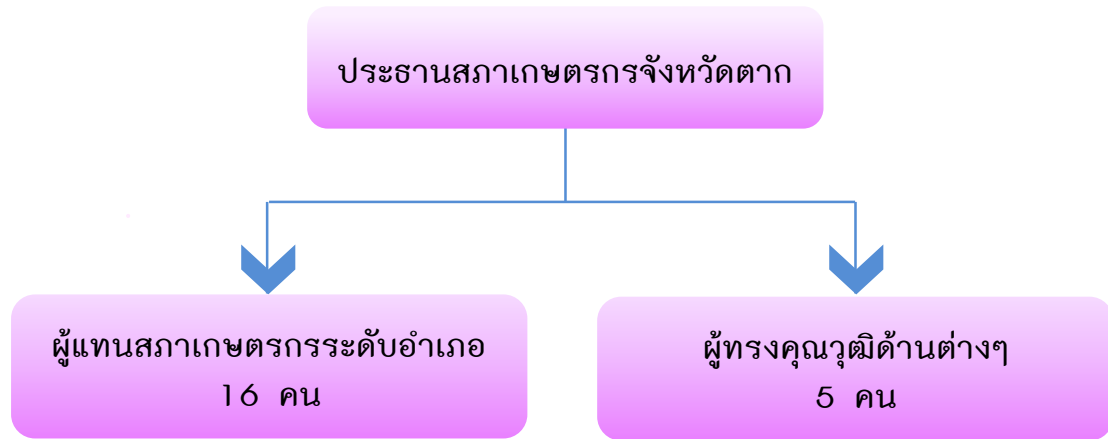 ประธานสภาเกษตรกรจังหวัดตาก
ผู้แทนสภาเกษตรกรระดับอำเภอ
16 คน
ผู้ทรงคุณวุฒิด้านต่างๆ
5 คน